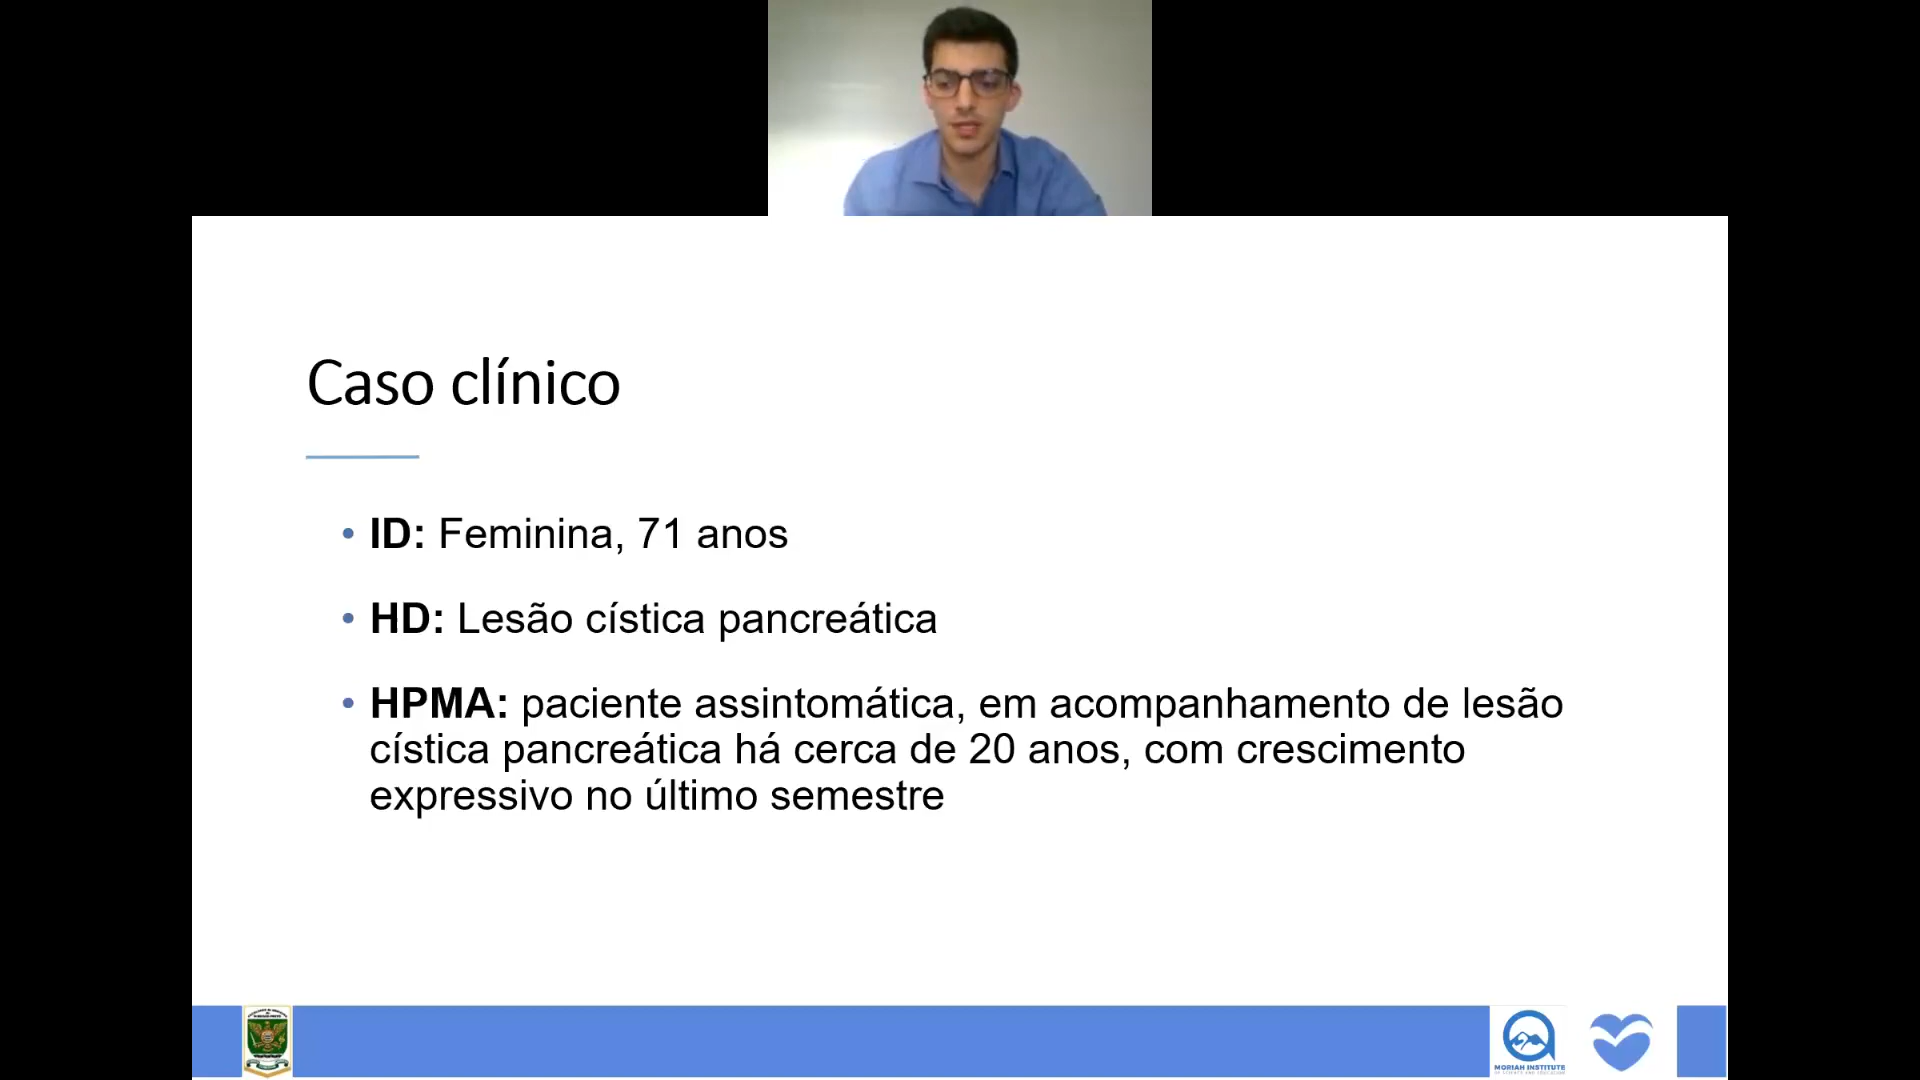 Caso clínico
• ID: Feminina, 71 anos
• HD: Lesão cística pancreática
• HPMA: paciente assintomática, em acompanhamento de lesão
cística pancreática há cerca de 20 anos, com crescimento
expressivo no último semestre
MORIAH INSTITUTE